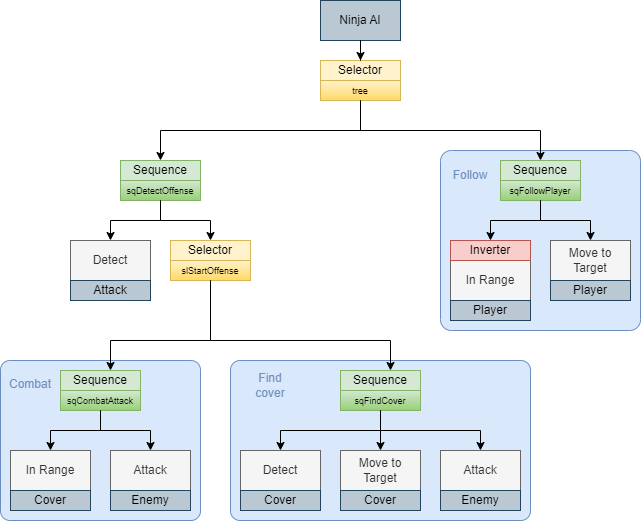 Ninja AI
Selector
tree
Sequence
sqDetectOffense
Follow
Sequence
sqFollowPlayer
Detect
Attack
Selector
slStartOffense
Inverter
In Range
Player
Move to
Target
Player
Combat
Sequence
sqCombatAttack
In Range
Cover
Attack
Enemy
Find
cover
Sequence
sqFindCover
Detect
Cover
Move to
Target
Cover
Attack
Enemy